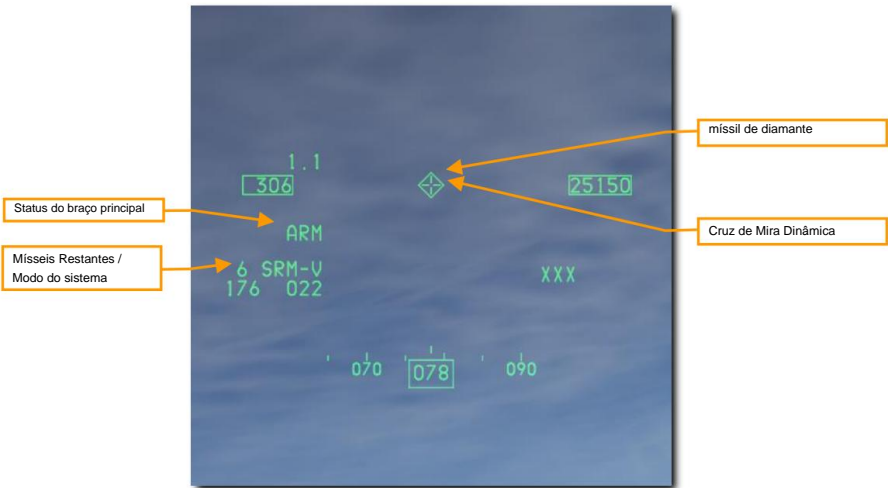 míssil de diamante
1.1
306
25150
Status do braço principal
Cruz de Mira Dinâmica
ARM
Mísseis Restantes /
Modo do sistema
6 SRM-V
XXX
176 022
070 078 090